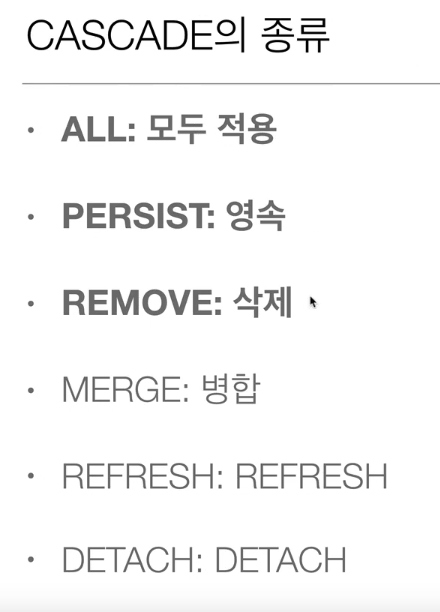 CASCADE의 종류
• ALL: 모두 적용
• PERSIST: 영속
• REMOVE: 삭제
• MERGE: 병합
• REFRESH: REFRESH
• DETACH: DETACH